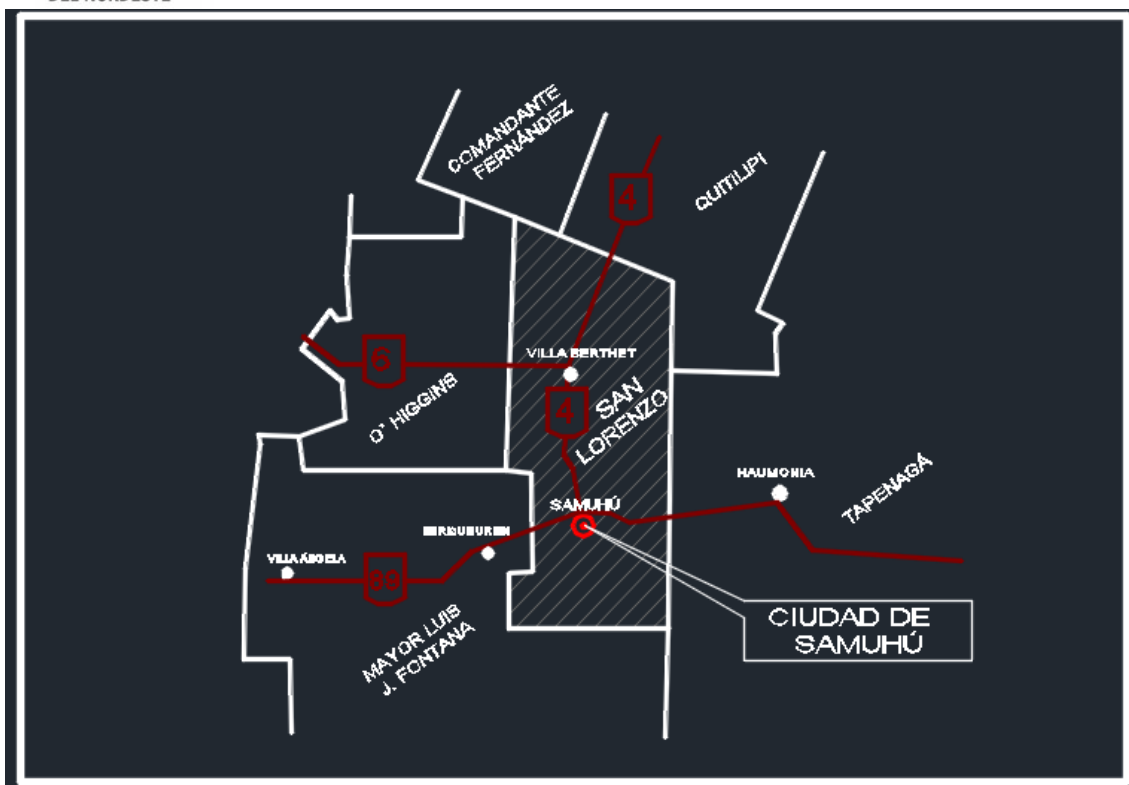 COMANDANTE
FERNÁNDEZ
QUITILIPI
4
VILLA BERTHET
6
O' HIGGINS
4
SAN
LORENZO
HAUMONIA
TAPENAGÁ
SAMUHÚ
VILLA ÁNGELA
89
MAYOR LUIS
J. FONTANA
CIUDAD DE
SAMUHÚ